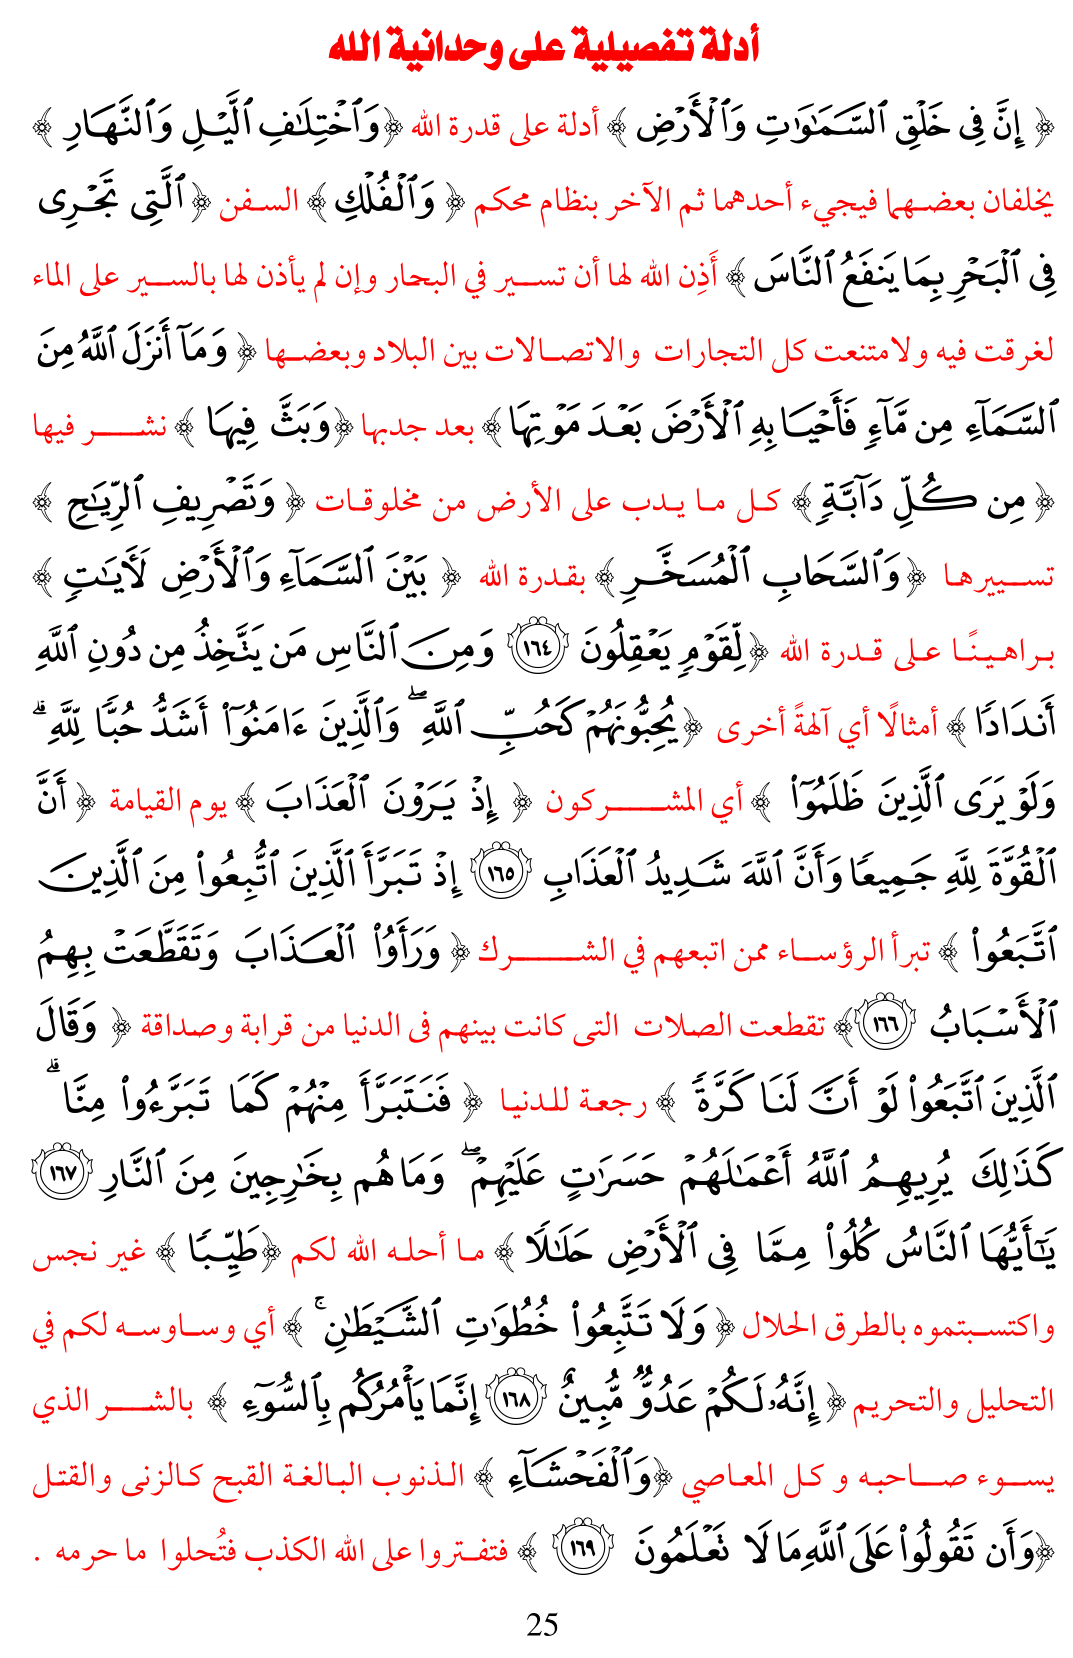 أدلة تفصيلية على وحدانية الله
﴿ إِنَّ فِى خَلْقِ ٱلسَّمَٰوَٰتِ وَٱلْأَرْضِ ﴾ أدلة على قدرة الله ﴿وَٱخْتِلَٰفِ ٱلَّيْلِ وَٱلنَّهَارِ ﴾
يخلفان بعضهما فيجيء أحدهما ثم الآخر بنظام محكم ﴿ وَٱلْفُلْكِ﴾ السفن ﴿ ٱلَّتِى تَجْرِى
فِى ٱلْبَحْرِ بِمَا يَنفَعُ ٱلنَّاسَ ﴾ أَذِن الله لها أن تسير في البحار وإن لم يأذن لها بالسير على الماء
لغرقت فيه ولامتنعت كل التجارات والاتصالات بين البلاد وبعضها ﴿ وَمَآ أَنزَلَ ٱللَّهُ مِنَ
ٱلسَّمَآءِ مِن مَّآءٍ فَأَحْيَا بِهِ ٱلْأَرْضَ بَعْدَ مَوْتِهَا ﴾ بعد جدبها ﴿وَبَثَّ فِيهَا ﴾ نشر فيها
﴿ مِن كُلِّ دَآبَّةٍ ﴾ كل ما يدب على الأرض من مخلوقات ﴿ وَتَصْرِيفِ ٱلرِّيَٰحِ ﴾
تسييرها ﴿وَٱلسَّحَابِ ٱلْمُسَخَّرِ ﴾ بقدرة الله ﴿ بَيْنَ ٱلسَّمَآءِ وَٱلْأَرْضِ لَأَيَٰتٍ ﴾
براهينًا على قدرة الله ﴿لِّقَوْمٍ يَعْقِلُونَ ١٦٤ وَمِنَ ٱلنَّاسِ مَن يَتَّخِذُ مِن دُونِ ٱللَّهِ
أَندَادًا ﴾ أمثالًا أي آلهةً أخرى ﴿يُحِبُّونَهُمْ كَحُبِّ ٱللَّهِ ۖ وَٱلَّذِينَ ءَامَنُوٓا۟ أَشَدُّ حُبًّا لِّلَّهِ ۗ
وَلَوْ يَرَى ٱلَّذِينَ ظَلَمُوٓا۟ ﴾ أي المشركون ﴿ إِذْ يَرَوْنَ ٱلْعَذَابَ ﴾ يوم القيامة ﴿ أَنَّ
ٱلْقُوَّةَ لِلَّهِ جَمِيعًا وَأَنَّ ٱللَّهَ شَدِيدُ ٱلْعَذَابِ ١٦٥ إِذْ تَبَرَّأَ ٱلَّذِينَ ٱتُّبِعُوا۟ مِنَ ٱلَّذِينَ
ٱتَّبَعُوا۟ ﴾ تبرأ الرؤساء ممن اتبعهم في الشرك ﴿ وَرَأَوُا۟ ٱلْعَذَابَ وَتَقَطَّعَتْ بِهِمُ
ٱلْأَسْبَابُ ١٦٦﴾ تقطعت الصلات التى كانت بينهم فى الدنيا من قرابة وصداقة ﴿ وَقَالَ
ٱلَّذِينَ ٱتَّبَعُوا۟ لَوْ أَنَّ لَنَا كَرَّةً ﴾ رجعة للدنيا ﴿ فَنَتَبَرَّأَ مِنْهُمْ كَمَا تَبَرَّءُوا۟ مِنَّا ۗ
كَذَٰلِكَ يُرِيهِمُ ٱللَّهُ أَعْمَٰلَهُمْ حَسَرَٰتٍ عَلَيْهِمْ ۖ وَمَا هُم بِخَٰرِجِينَ مِنَ ٱلنَّارِ ١٦٧
يَٰٓأَيُّهَا ٱلنَّاسُ كُلُوا۟ مِمَّا فِى ٱلْأَرْضِ حَلَٰلًا ﴾ ما أحله الله لكم ﴿طَيِّبًا ﴾ غير نجس
واكتسبتموه بالطرق الحلال ﴿ وَلَا تَتَّبِعُوا۟ خُطُوَٰتِ ٱلشَّيْطَٰنِ ۚ ﴾ أي وساوسه لكم في
التحليل والتحريم ﴿ إِنَّهُۥ لَكُمْ عَدُوٌّ مُّبِينٌ ١٦٨ إِنَّمَا يَأْمُرُكُم بِٱلسُّوٓءِ ﴾ بالشر الذي
يسوء صاحبه و كل المعاصي ﴿وَٱلْفَحْشَآءِ ﴾ الذنوب البالغة القبح كالزنى والقتل
﴿وَأَن تَقُولُوا۟ عَلَى ٱللَّهِ مَا لَا تَعْلَمُونَ ١٦٩ ﴾ فتفتروا على الله الكذب فتُحلوا ما حرمه .
25